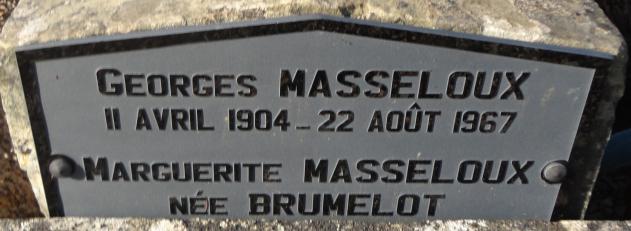 GEORGES MASSELOUX
11 AVRIL 1904 - 22 AOÛT 1967
MARGUERITE MASSELOUX
NÉE BRUMELOT